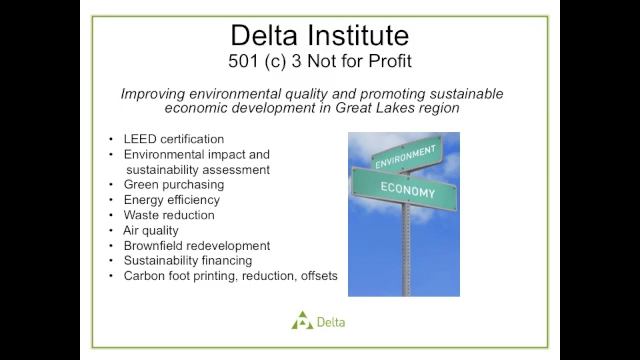 Delta Institute
501 (c) 3 Not for Profit
Improving environmental quality and promoting sustainable
economic development in Great Lakes region
• LEED certification
• Environmental impact and
sustainability assessment
• Green purchasing
• Energy efficiency
• Waste reduction
• Air quality
• Brownfield redevelopment
• Sustainability financing
• Carbon foot printing, reduction, offsets
ENVIRONMENT
ECONOMY
Delta